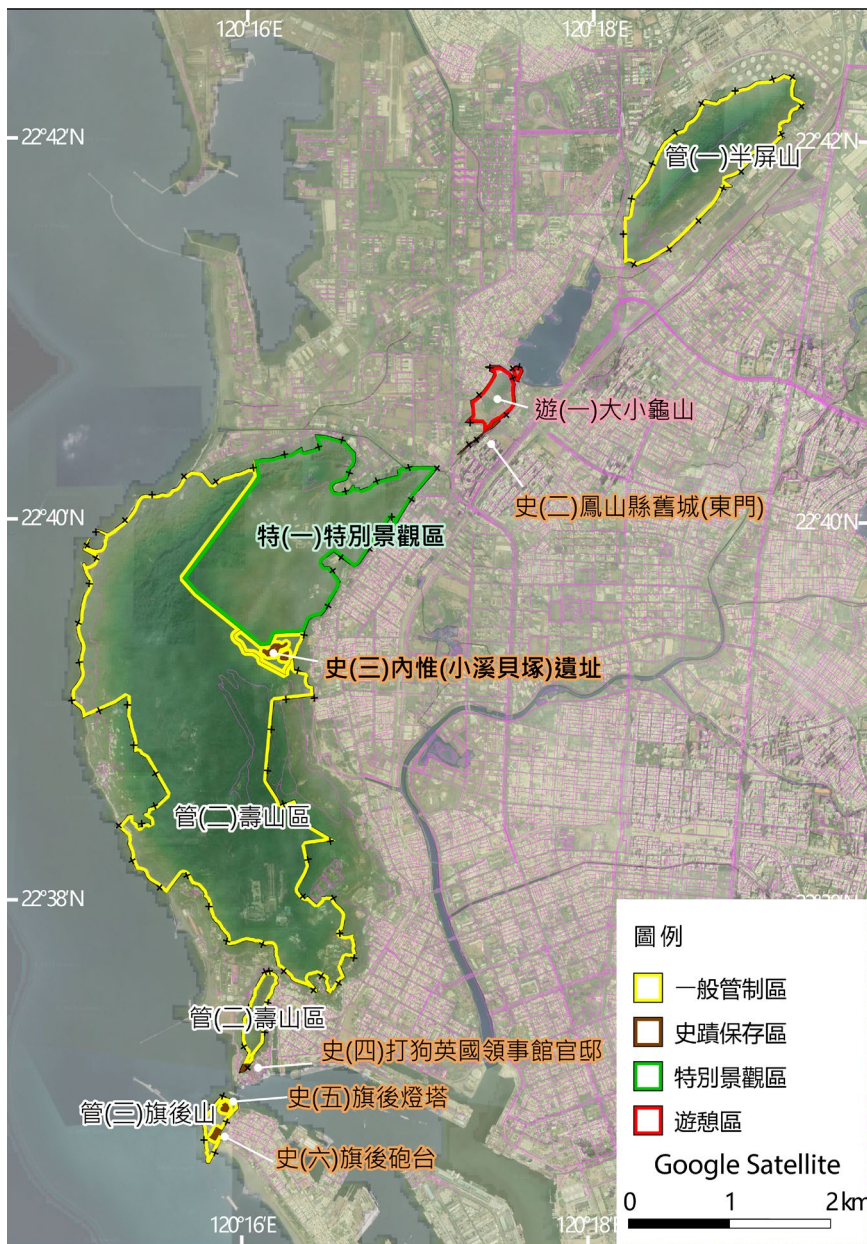 120°16'E
120°18'E
22°42'N
22°42'N
管(一)半屏山
遊(一)大小龜山
史(二)鳳山縣舊城(東門)
22°40'N
22°40'N
特(一)特別景觀區
史(三)內惟(小溪貝塚)遺址
管(二)壽山區
22°38'N
管(二)壽山區
史(四)打狗英國領事館官邸
史(五)旗後燈塔
管(三)旗後山
史(六)旗後砲台
120°16'E
120°18'E
圖例
一般管制區
史蹟保存區
特別景觀區
遊憩區
Google Satellite
0 1 2km